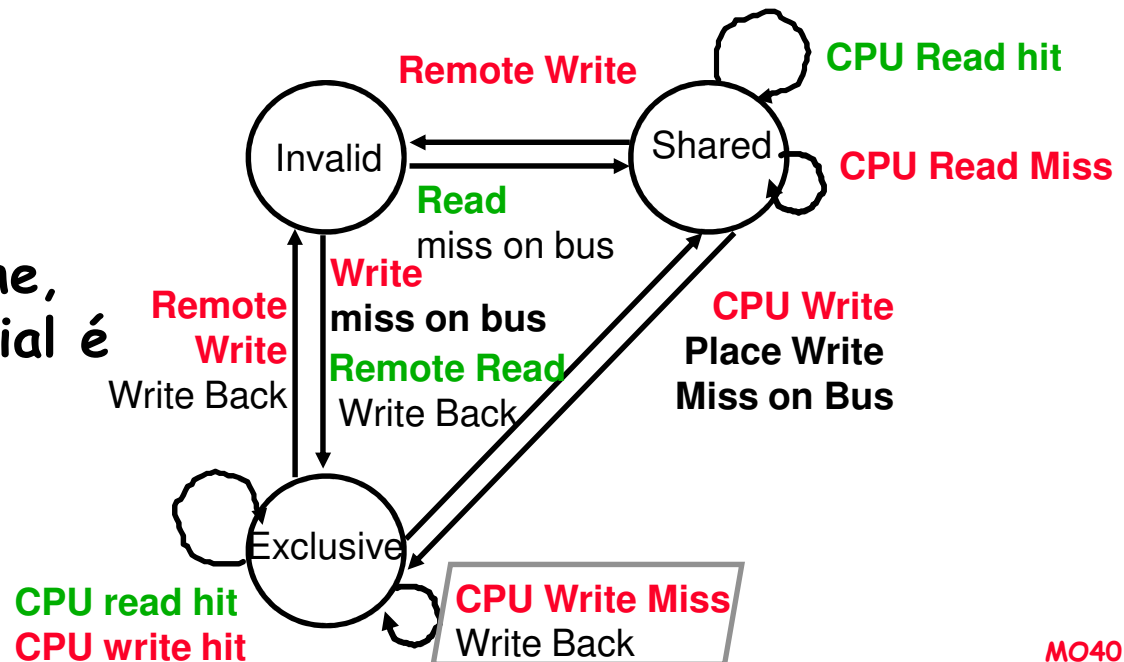 Remote Write
CPU Read hit
Invalid
Shared
CPU Read Miss
Read
miss on bus
Write
miss on bus
Remote Read
Write Back
Remote
Write
Write Back
ial é
CPU Write
Place Write
Miss on Bus
Exclusive
CPU read hit
CPU write hit
CPU Write Miss
Write Back
MO40